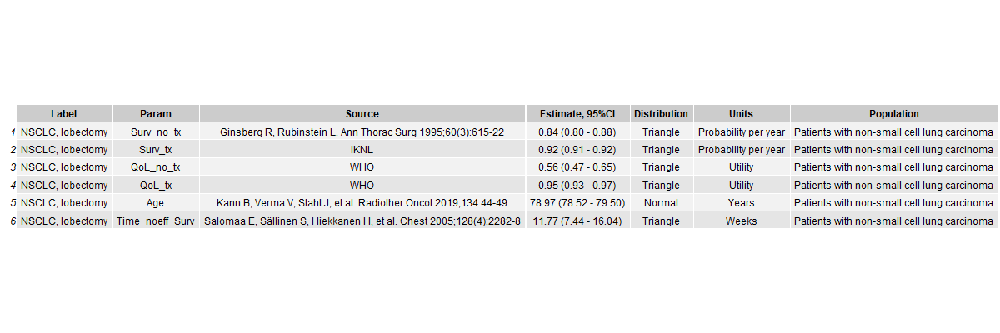 Label Param Source Estimate, 95%CI Distribution Units Population
1 NSCLC, lobectomy Surv_no_tx Ginsberg R, Rubinstein L. Ann Thorac Surg 1995;60(3):615-22 0.84 (0.80 - 0.88) Triangle Probability per year Patients with non-small cell lung carcinoma
2 NSCLC, lobectomy Surv_tx IKNL 0.92 (0.91 - 0.92) Triangle Probability per year Patients with non-small cell lung carcinoma
3 NSCLC, lobectomy QoL_no_tx WHO 0.56 (0.47 - 0.65) Triangle Utility Patients with non-small cell lung carcinoma
4 NSCLC, lobectomy QoL_tx WHO 0.95 (0.93 - 0.97) Triangle Utility Patients with non-small cell lung carcinoma
5 NSCLC, lobectomy Age Kann B, Verma V, Stahl J, et al. Radiother Oncol 2019;134:44-49 78.97 (78.52 - 79.50) Normal Years Patients with non-small cell lung carcinoma
6 NSCLC, lobectomy Time_noeff_Surv Salomaa E, Sällinen S, Hiekkanen H, et al. Chest 2005;128(4):2282-8 11.77 (7.44 - 16.04) Triangle Weeks Patients with non-small cell lung carcinoma